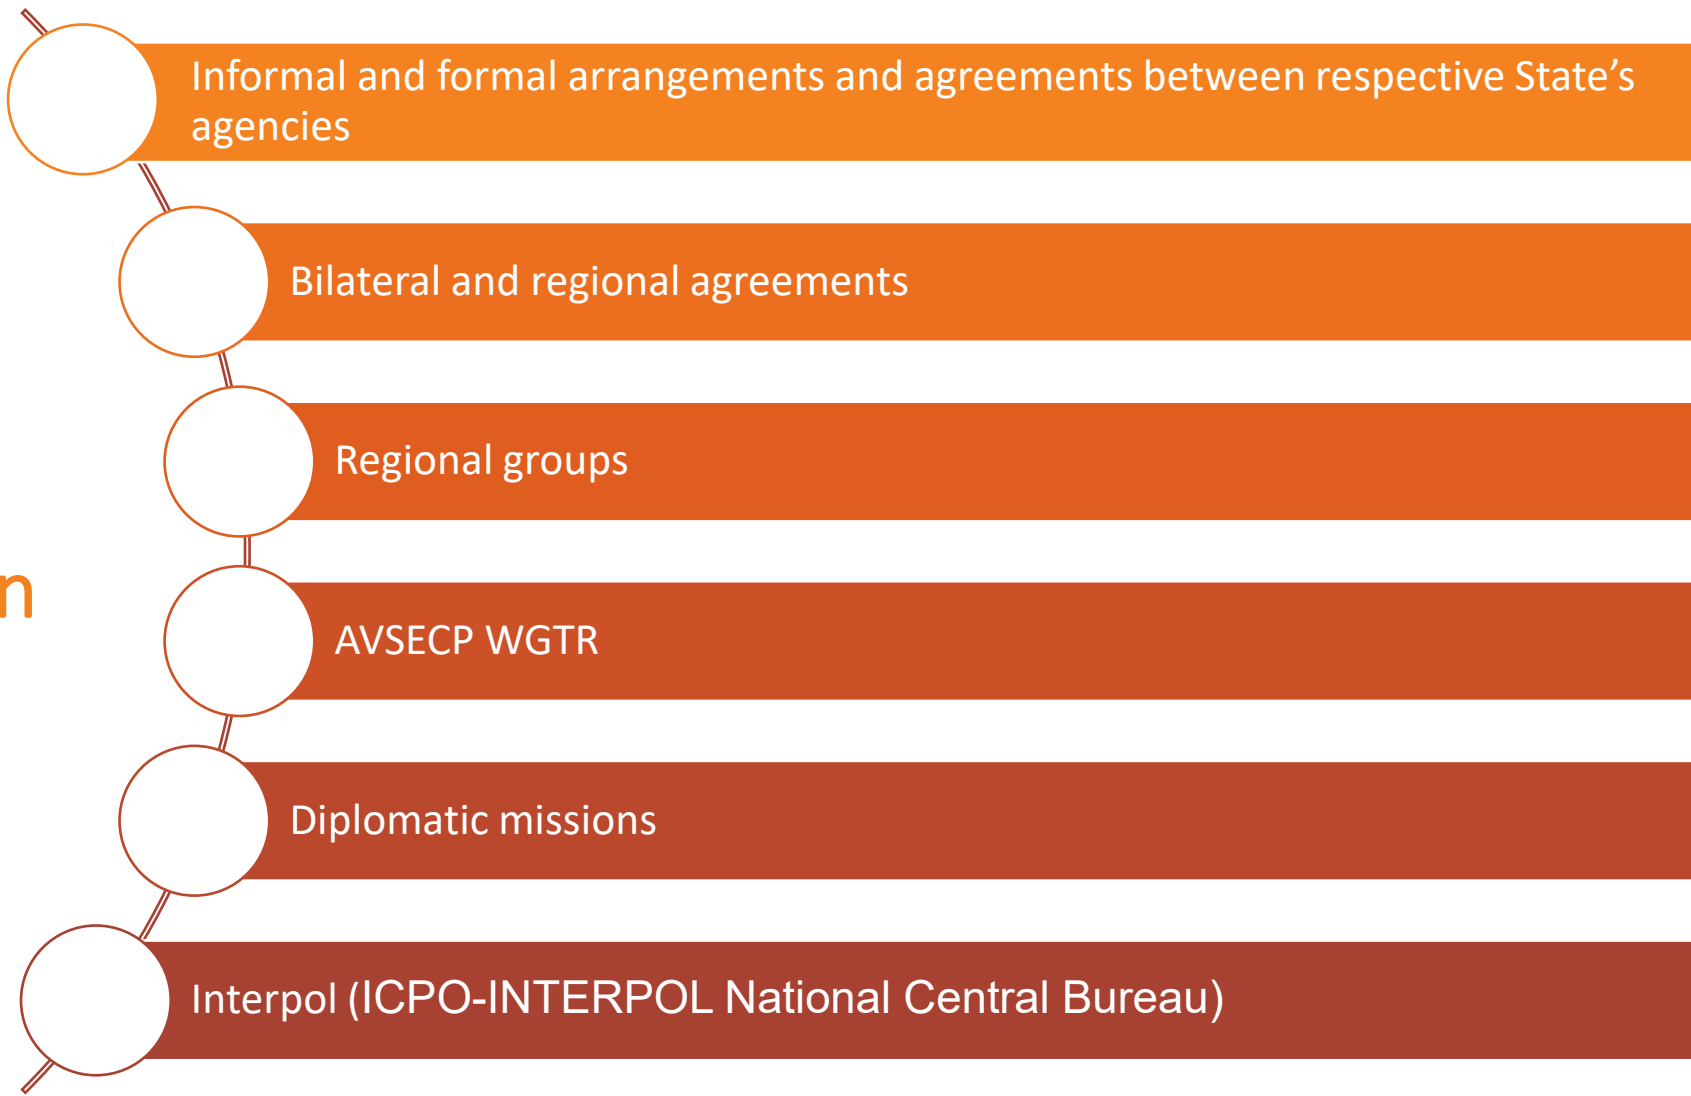 Informal and formal arrangements and agreements between respective State’s
agencies
Bilateral and regional agreements
Regional groups
n
AVSECP WGTR
Diplomatic missions
Interpol (ICPO-INTERPOL National Central Bureau)